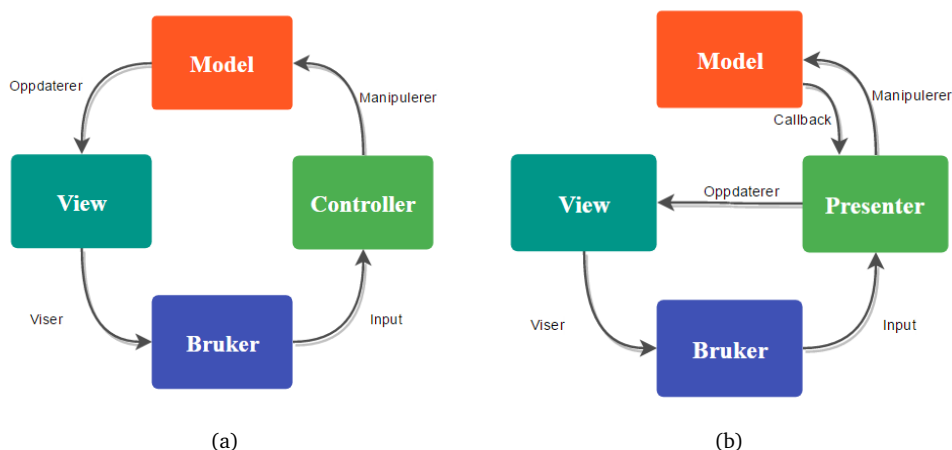 Model
Oppdaterer
Manipulerer
View
Controller
Viser
Input
Bruker
(a)
Model
Manipulerer
Callback
Oppdaterer
View
Presenter
Viser
Input
Bruker
(b)